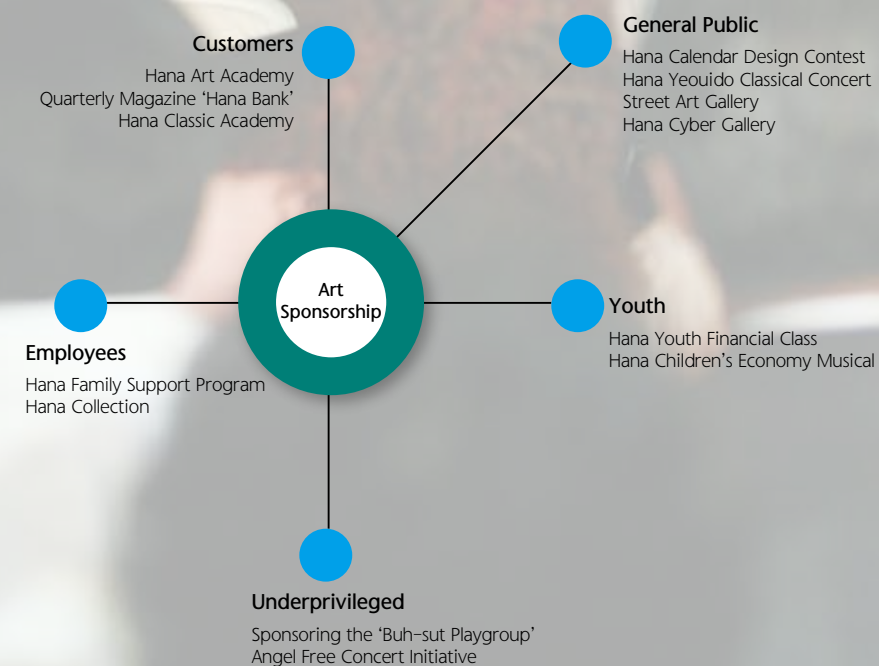 Customers
Hana Art Academy
Quarterly Magazine ‘Hana Bank’
Hana Classic Academy
General Public
Hana Calendar Design Contest
Hana Yeouido Classical Concert
Street Art Gallery
Hana Cyber Gallery
Art
Sponsorship
Employees
Hana Family Support Program
Hana Collection
Youth
Hana Youth Financial Class
Hana Children’s Economy Musical
Underprivileged
Sponsoring the ‘Buh-sut Playgroup’
Angel Free Concert Initiative